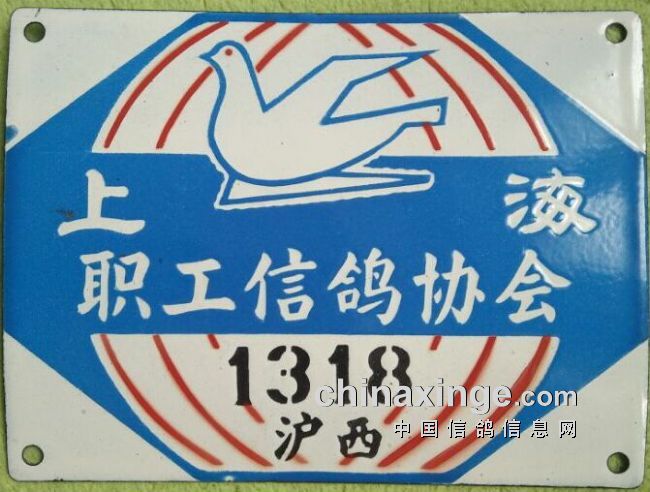 上 海
职工信鸽协会
1318
chinaxinge.com
沪西
中国信鸽信息网